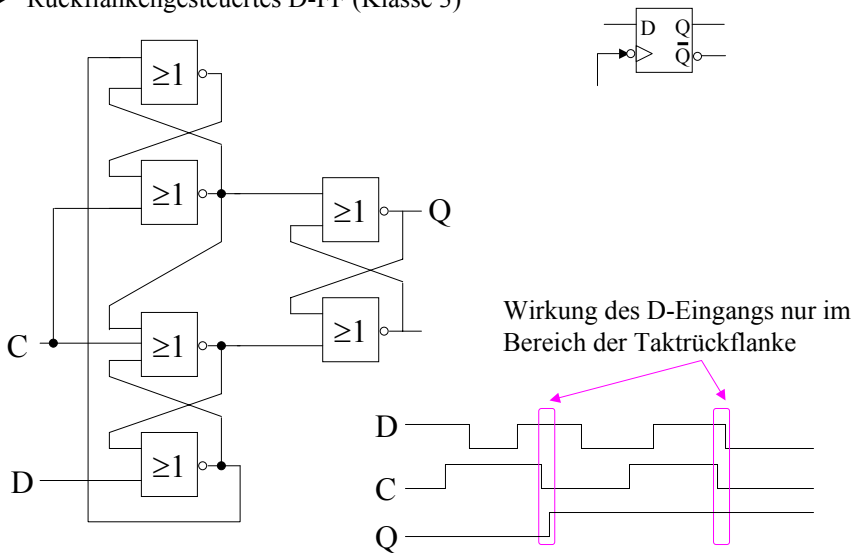 Rückflankengesteuertes D-FF (Klasse 3)
D Q
Q
≥1
≥1
≥1
Q
≥1
≥1
C
≥1
D
Wirkung des D-Eingangs nur im
Bereich der Taktrückflanke
D
C
Q